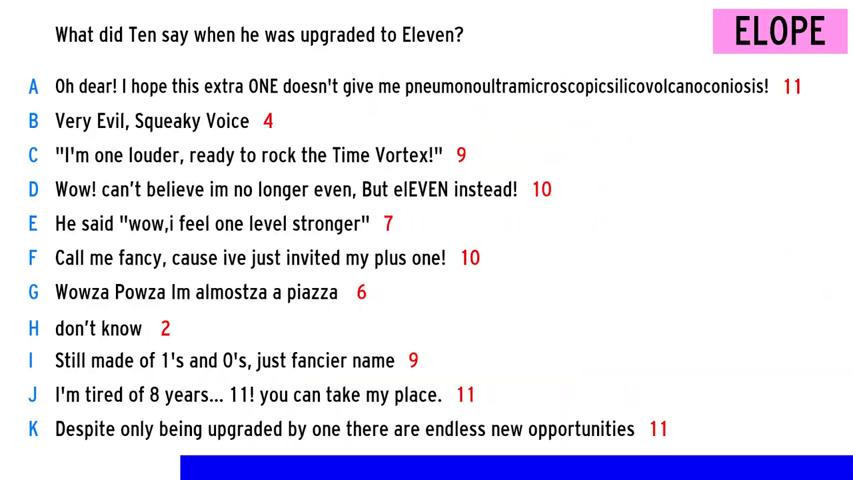 What did Ten say when he was upgraded to Eleven?
ELOPE
A Oh dear! I hope this extra ONE doesn't give me pneumonoultramicroscopicsilicovolcanoconiosis! 11
B Very Evil, Squeaky Voice 4
C "I'm one louder, ready to rock the Time Vortex!" 9
D Wow! can't believe im no longer even, But elEVEN instead! 10
E He said "wow,i feel one level stronger" 7
F Call me fancy, cause ive just invited my plus one! 10
G Wowza Powza Im almostza a piazza 6
H don't know 2
I Still made of 1's and 0's, just fancier name 9
J I'm tired of 8 years... 11! you can take my place. 11
K Despite only being upgraded by one there are endless new opportunities 11